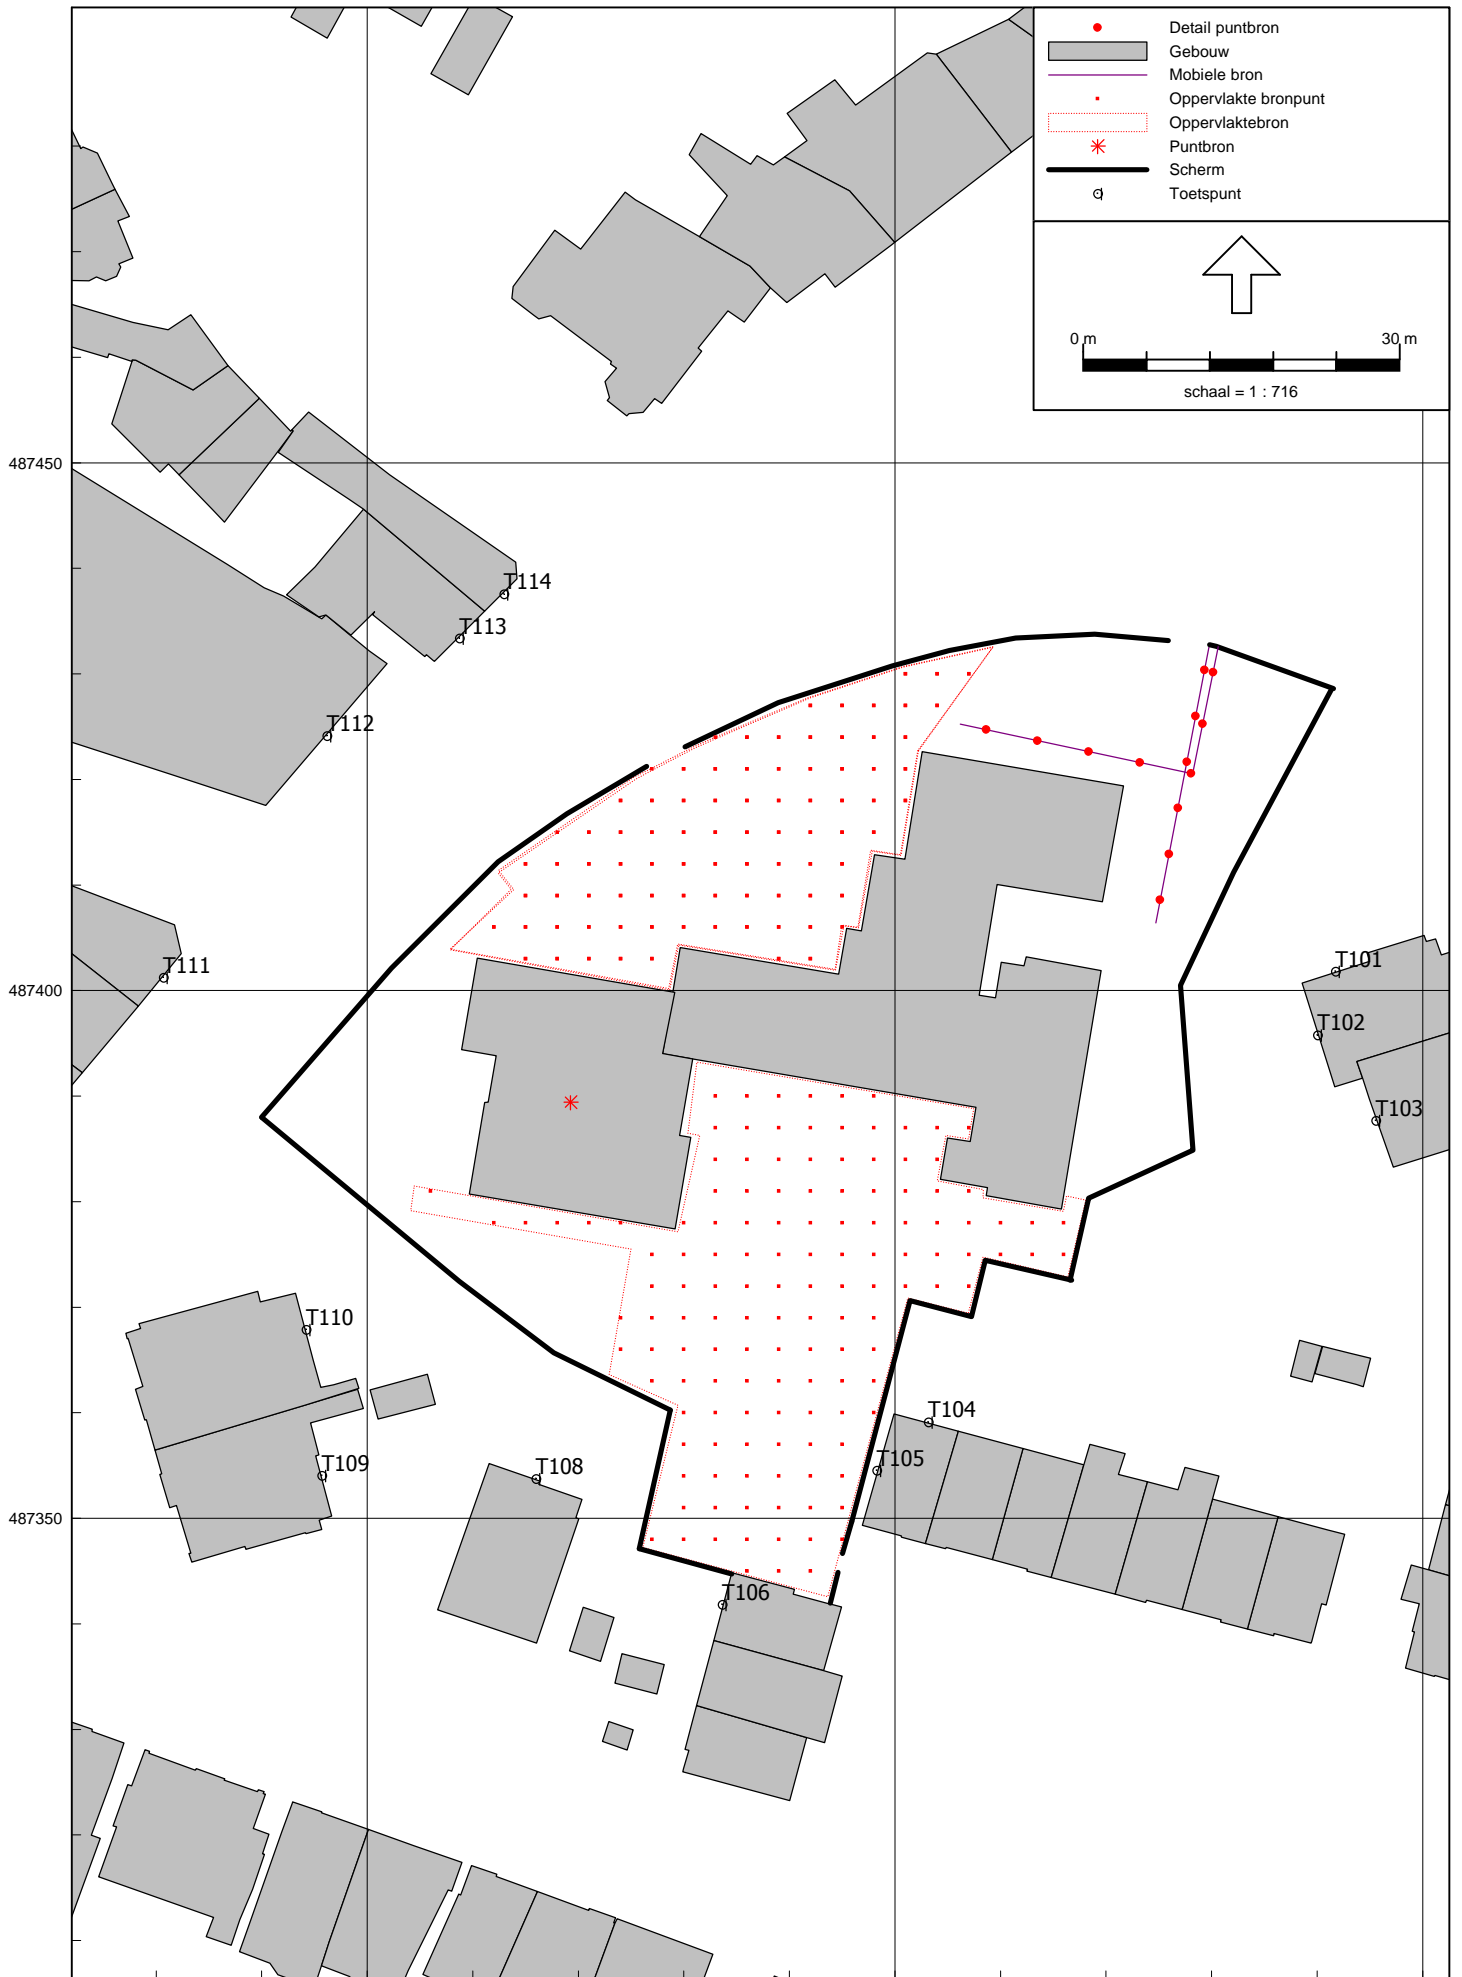 Detail puntbron
Gebouw
Mobiele bron
Oppervlakte bronpunt
Oppervlaktebron
Puntbron
Scherm
Toetspunt
0 m 30 m
schaal = 1 : 716
487450
T114
T113
T112
T111
T101
487400
T102
T103
T110
T104
T105
T109
T108
487350
T106